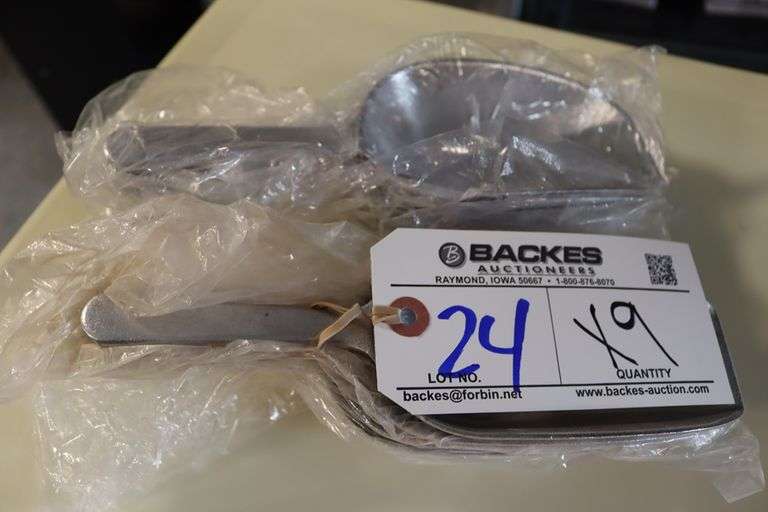 B BACKES
AUCTIONEERS
RAYMOND, IOWA 50667 • 1-800-876-8070
24
X9
LOT NO.
QUANTITY
backes@forbin.net
www.backes-auction.com